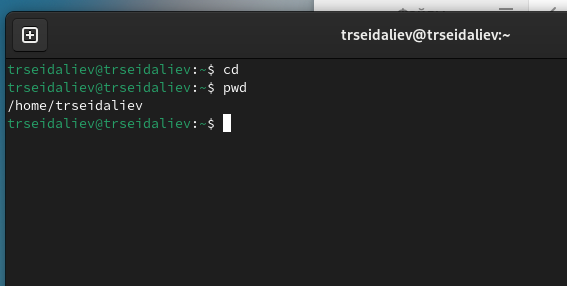 trseidaliev@trseidaliev:~
trseidaliev@trseidaliev:~$ cd
trseidaliev@trseidaliev:~$ pwd
/home/trseidaliev
trseidaliev@trseidaliev:~$